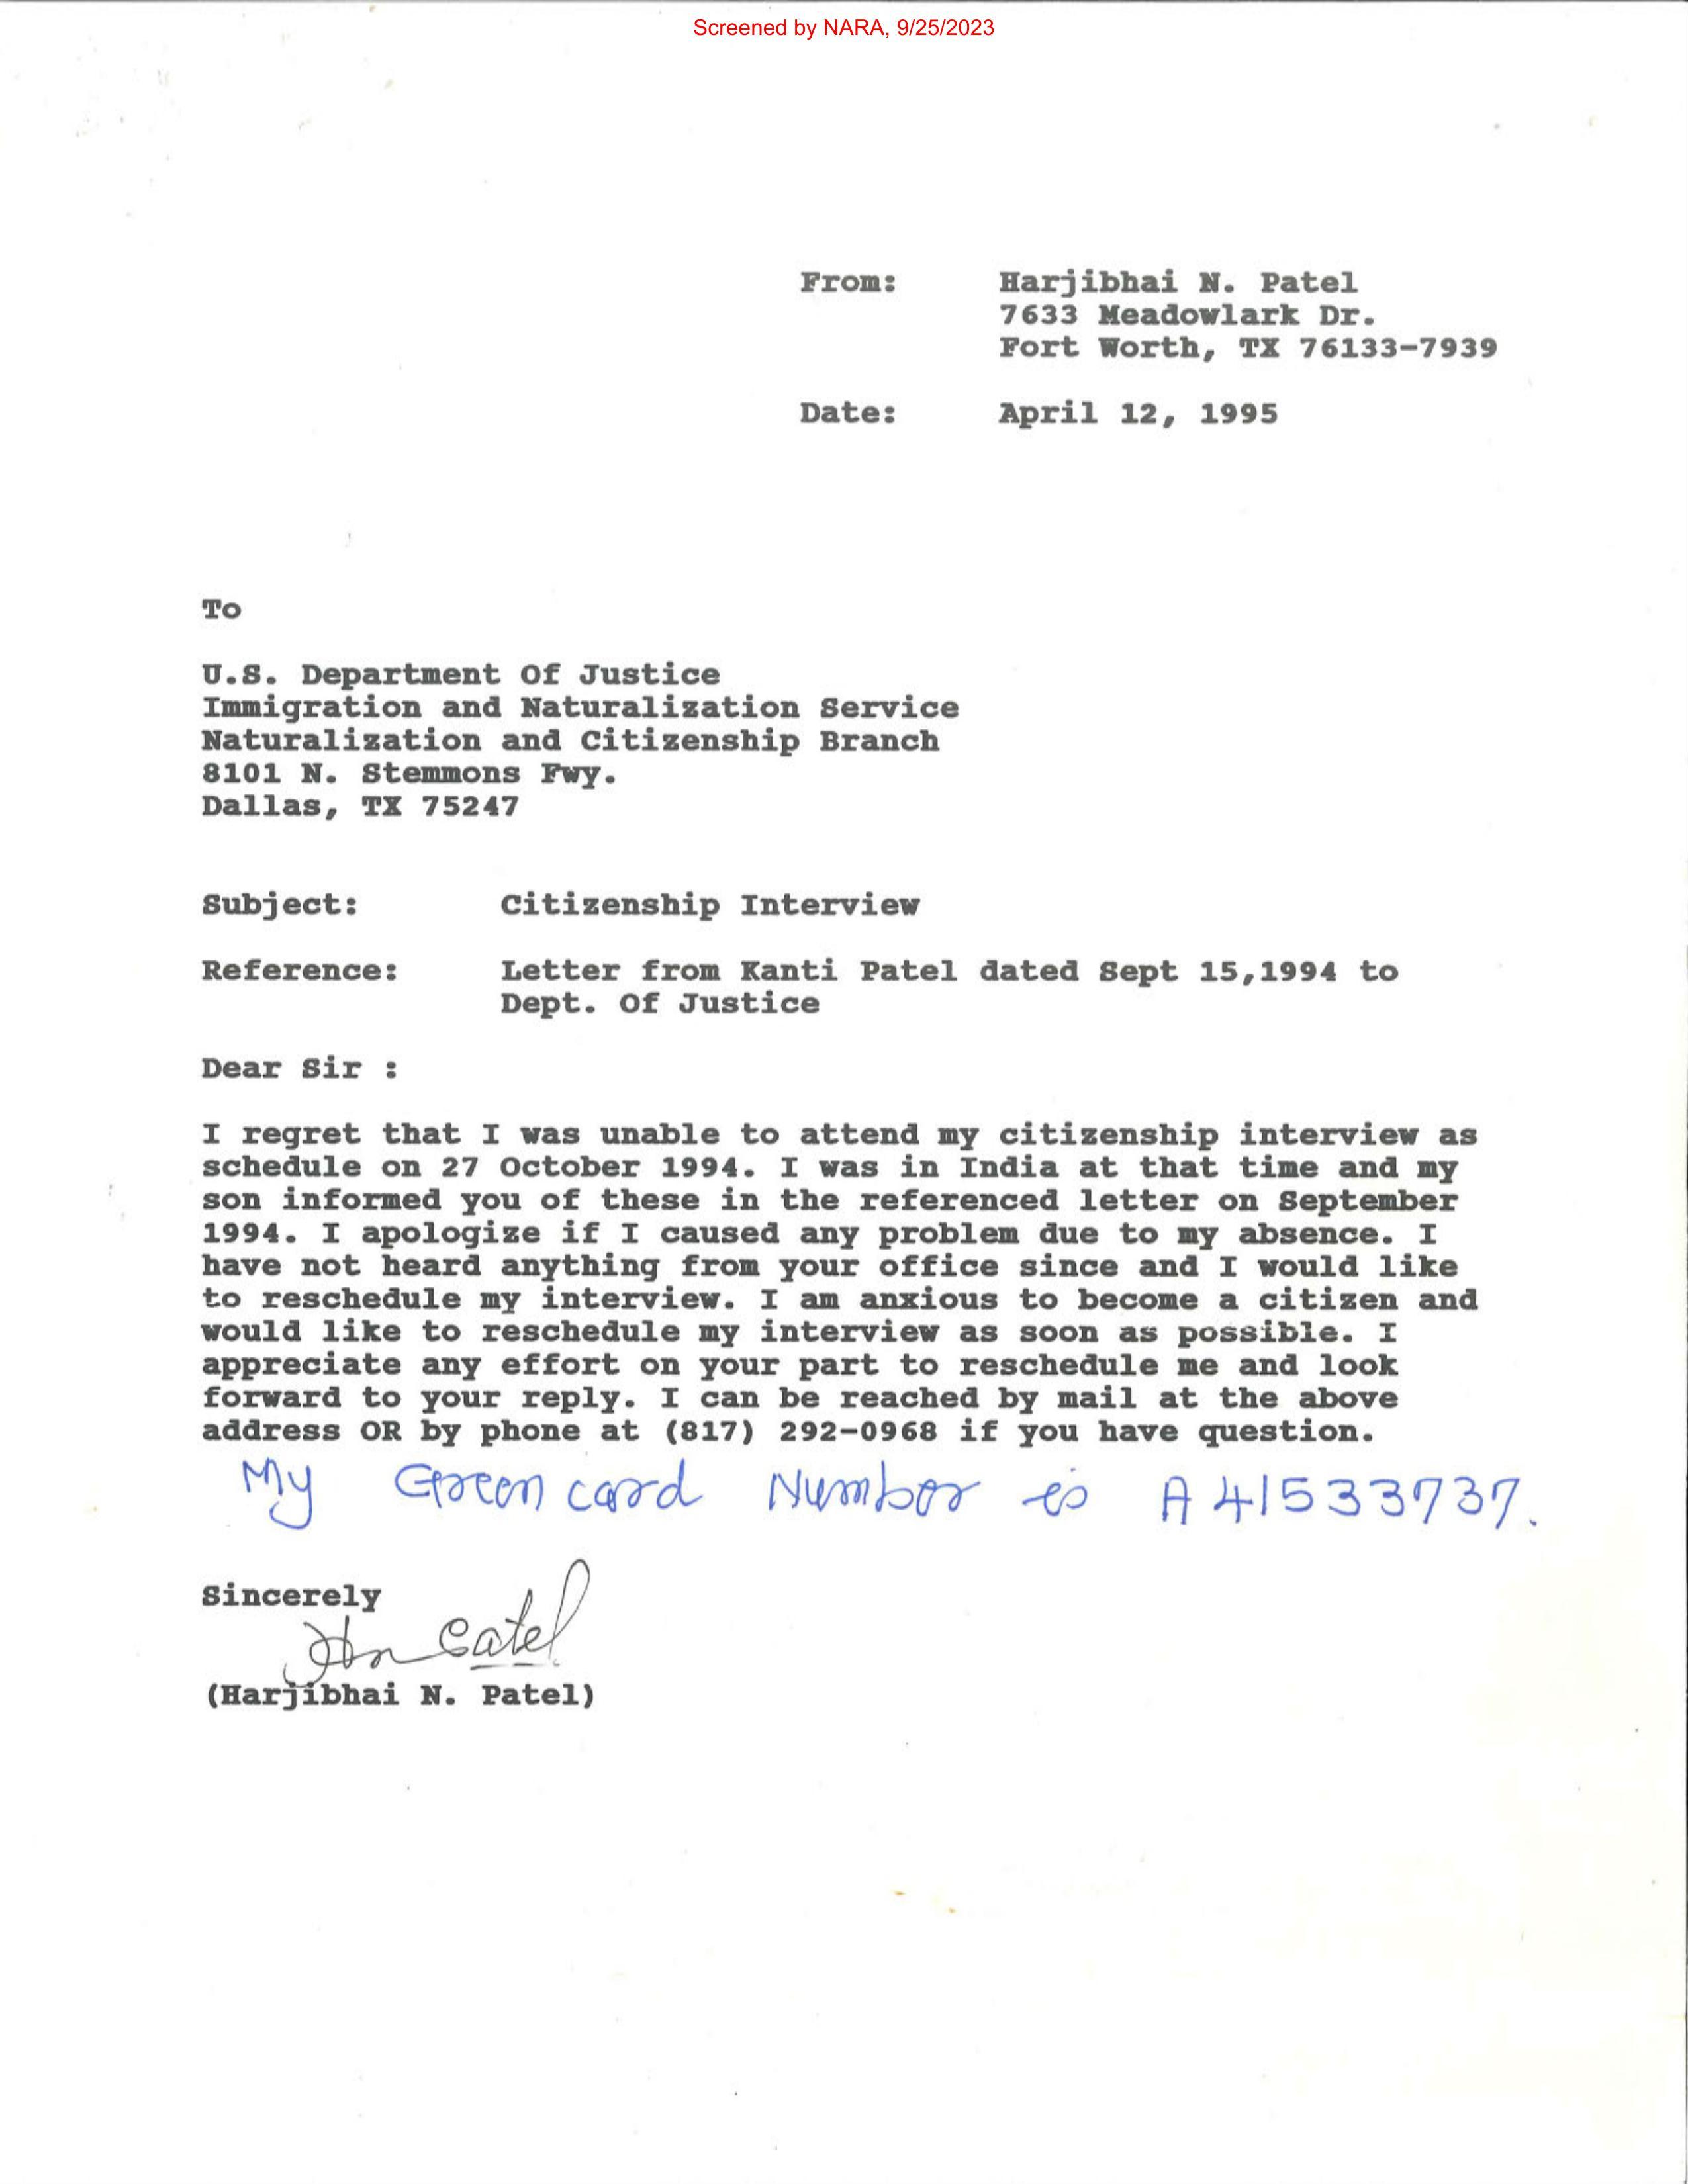 Screened by NARA, 9/25/2023
From: Harjibhai N. Patel
7633 Meadowlark Dr.
Fort Worth, TX 76133-7939
Date: April 12, 1995
To
U.S. Department Of Justice
Immigration and Naturalization Service
Naturalization and Citizenship Branch
8101 N. Stemmons Fwy.
Dallas, TX 75247
Subject: Citizenship Interview
Reference: Letter from Kanti Patel dated Sept 15,1994 to
Dept. Of Justice
Dear Sir :
I regret that I was unable to attend my citizenship interview as
schedule on 27 October 1994. I was in India at that time and my
son informed you of these in the referenced letter on September
1994. I apologize if I caused any problem due to my absence. I
have not heard anything from your office since and I would like
to reschedule my interview. I am anxious to become a citizen and
would like to reschedule my interview as soon as possible. I
appreciate any effort on your part to reschedule me and look
forward to your reply. I can be reached by mail at the above
address OR by phone at (817) 292-0968 if you have question.
My Green card Number is A 41533737.
Sincerely
Hn Patel
(Harjibhai N. Patel)